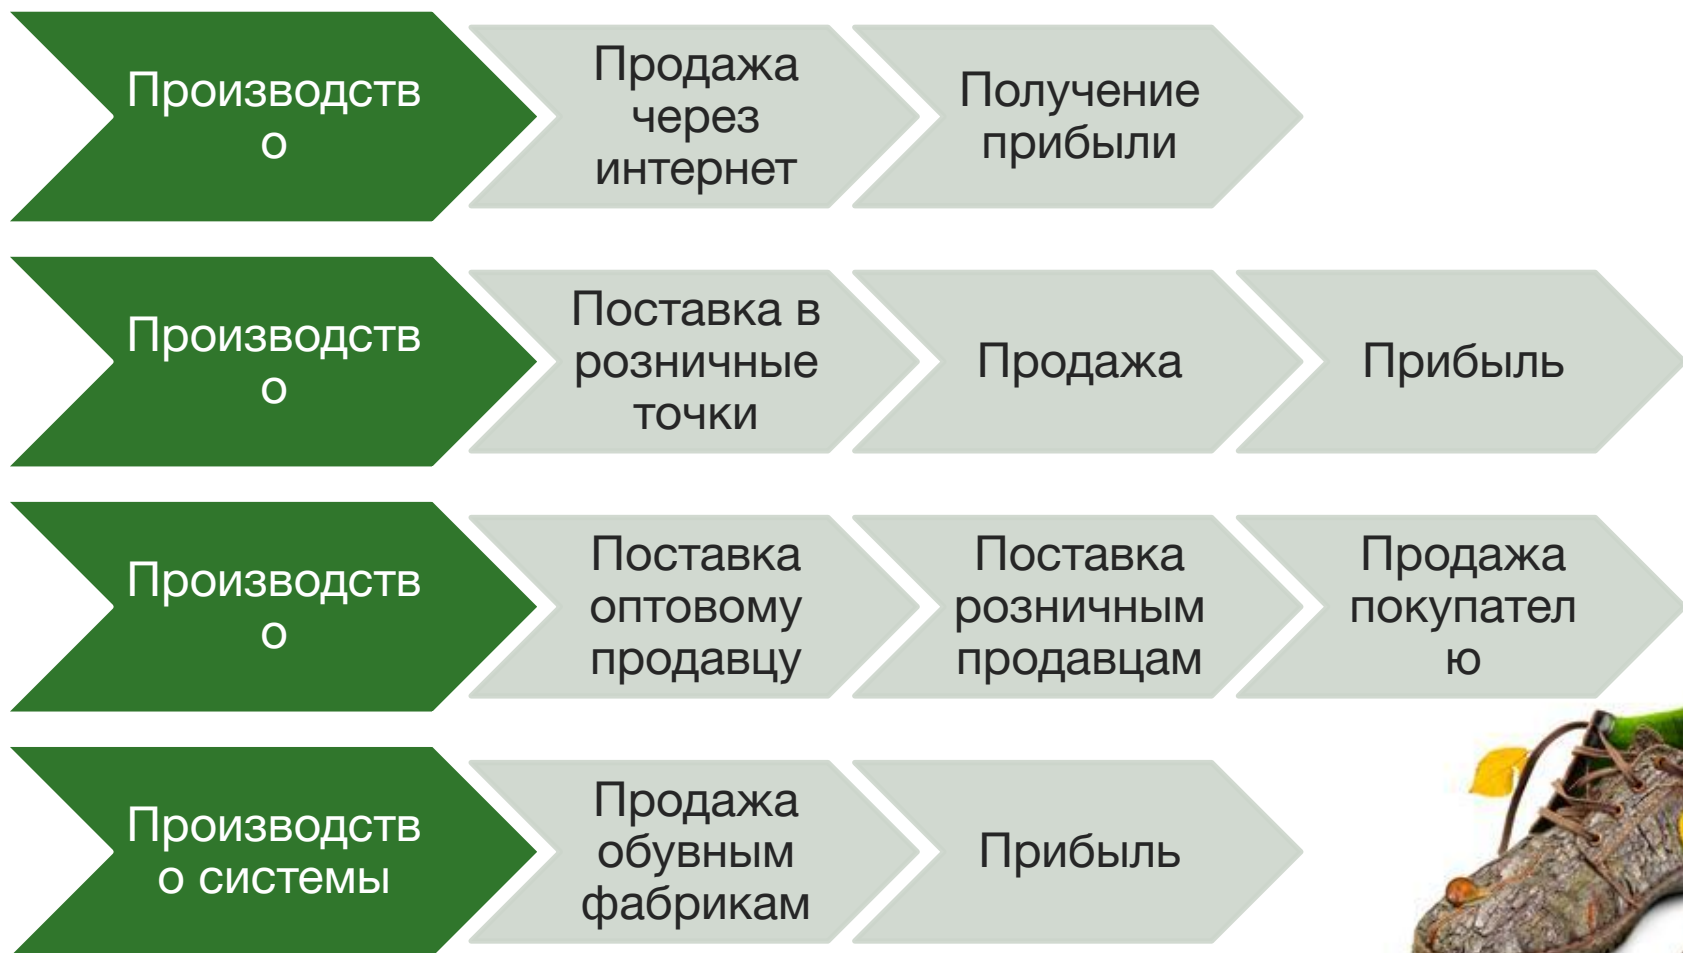 Производств
о
Продажа
через
интернет
Получение
прибыли
Производств
о
Поставка в
розничные
точки
Продажа
Прибыль
Производств
о
Поставка
оптовому
продавцу
Поставка
розничным
продавцам
Продажа
покупател
ю
Производств
о системы
Продажа
обувным
фабрикам
Прибыль